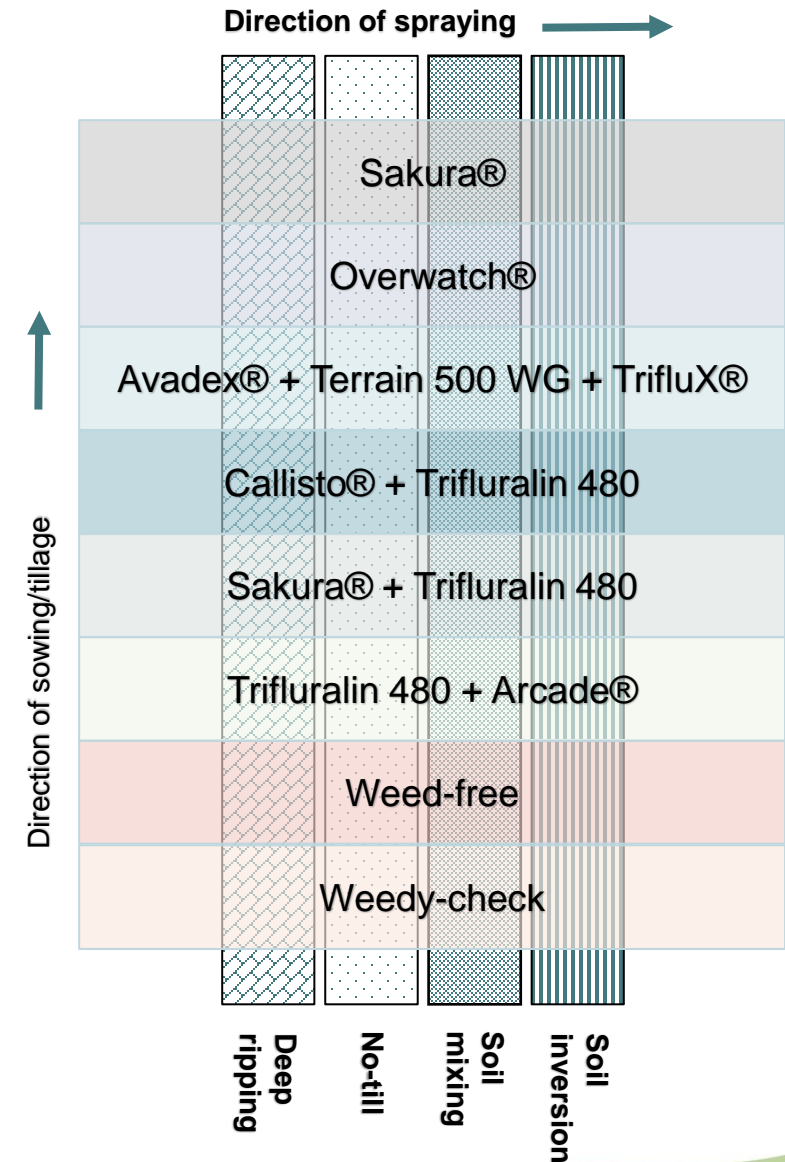 Direction of spraying
Sakura®
Overwatch®
Avadex® + Terrain 500 WG + TrifluX®
Callisto® + Trifluralin 480
Sakura® + Trifluralin 480
Trifluralin 480 + Arcade®
Weed-free
Weedy-check
Direction of sowing/tillage
Deep
ripping
No-till
Soil
mixing
Soil
inversion